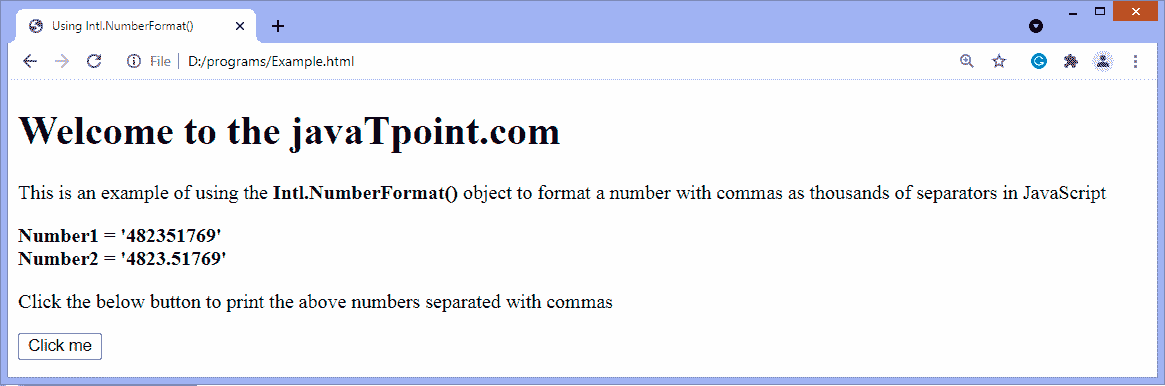 Using Intl.NumberFormat()
File | D:/programs/Example.html
Welcome to the javaTpoint.com
This is an example of using the Intl.NumberFormat() object to format a number with commas as thousands of separators in JavaScript
Number1 = '482351769'
Number2 = '4823.51769'
Click the below button to print the above numbers separated with commas
Click me